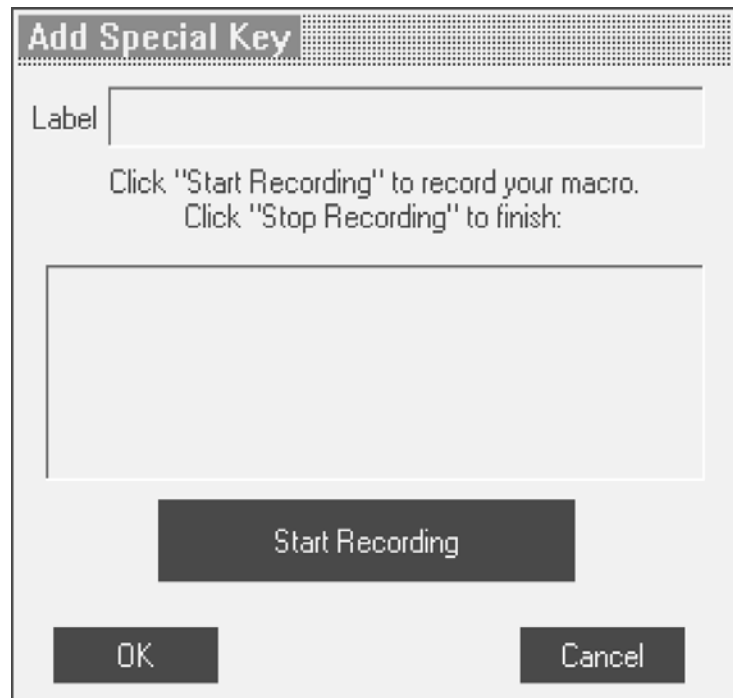 Add Special Key
Label
Click "Start Recording" to record your macro.
Click "Stop Recording" to finish:
Start Recording
OK
Cancel